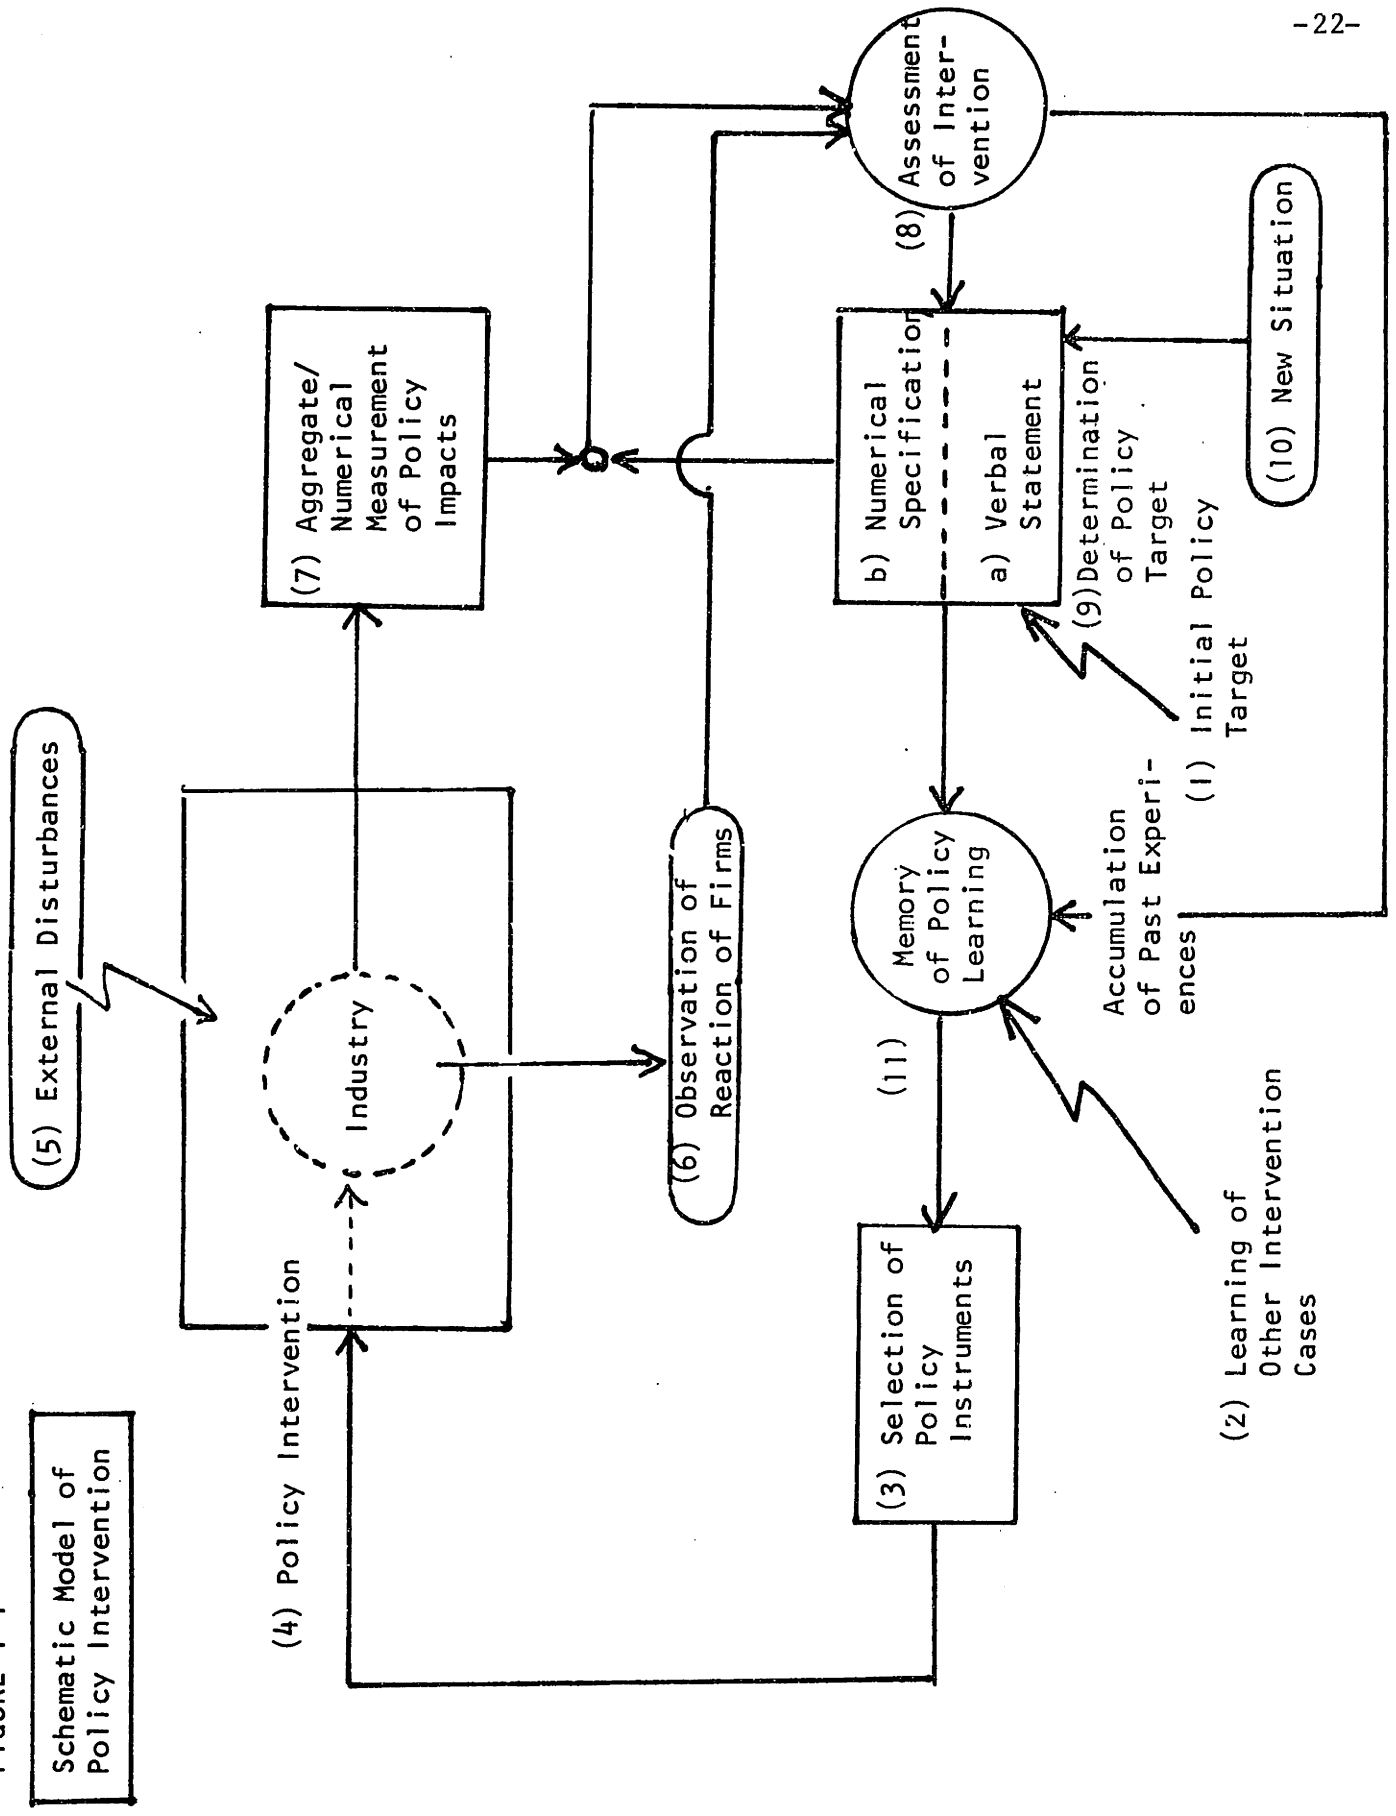 -22-
Schematic Model of
Policy Intervention
(5) External Disturbances
(4) Policy Intervention
Industry
(7) Aggregate/
Numerical
Measurement
of Policy
Impacts
(6) Observation of
Reaction of Firms
(3) Selection of
Policy
Instruments
(11)
Memory
of Policy
Learning
b) Numerical
Specification
a) Verbal
Statement
(8) Assessment
of Inter-
vention
(9) Determination
of Policy
Target
(1) Initial Policy
Target
Accumulation
of Past Experi-
ences
(2) Learning of
Other Intervention
Cases
(10) New Situation